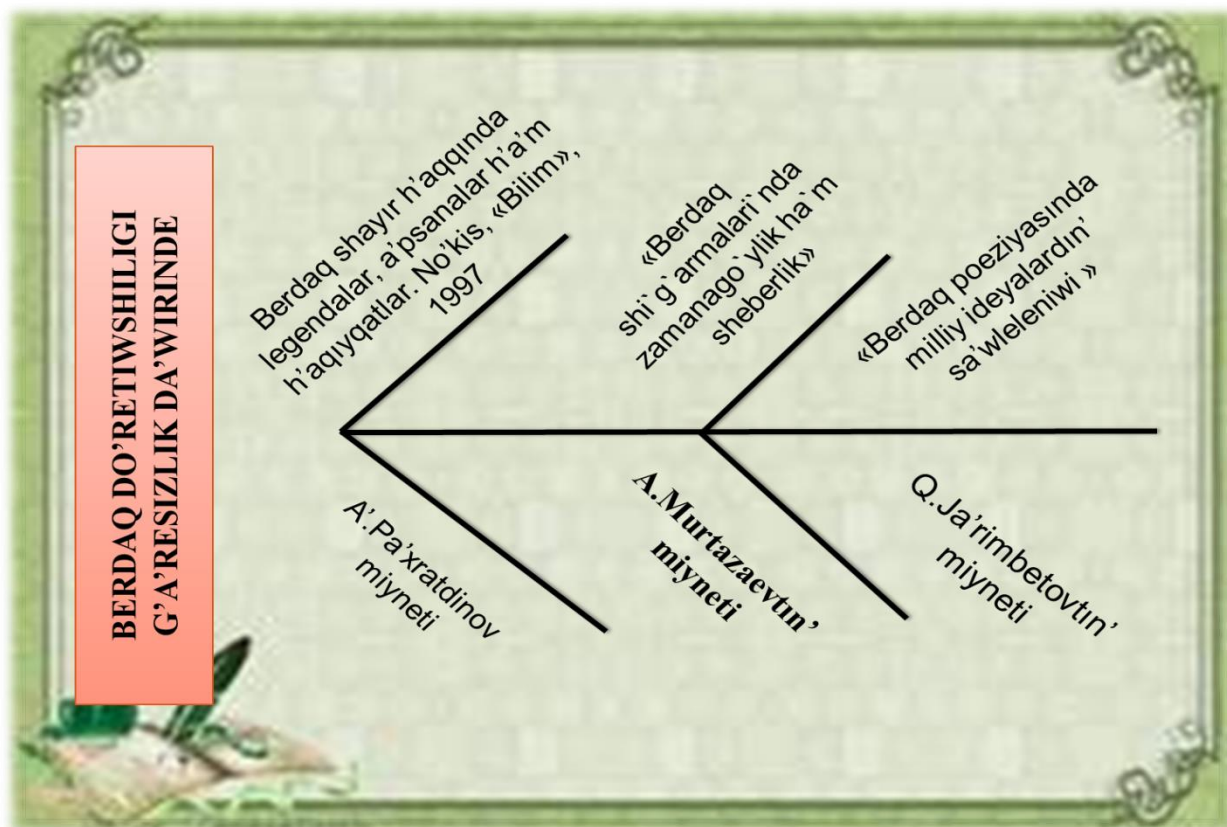 BERDAQ DO’RETIWSHILIGI
G’A’RESIZLIK DA’WIRINDE
Berdaq shayır h’aqqında
legendalar, a’psanalar h’a’m
h’aqıyqatlar. No’kis, «Bilim»,
1997
«Berdaq
shi`g`armalari`nda
zamanago`ylik ha`m
sheberlik»
«Berdaq poeziyasında
milliy ideyalardın’
sa’wleleniwi »
A’.Pa’xratdinov
miyneti
A.Murtazaevtın’
miyneti
Q.Ja’rimbetovtın’
miyneti